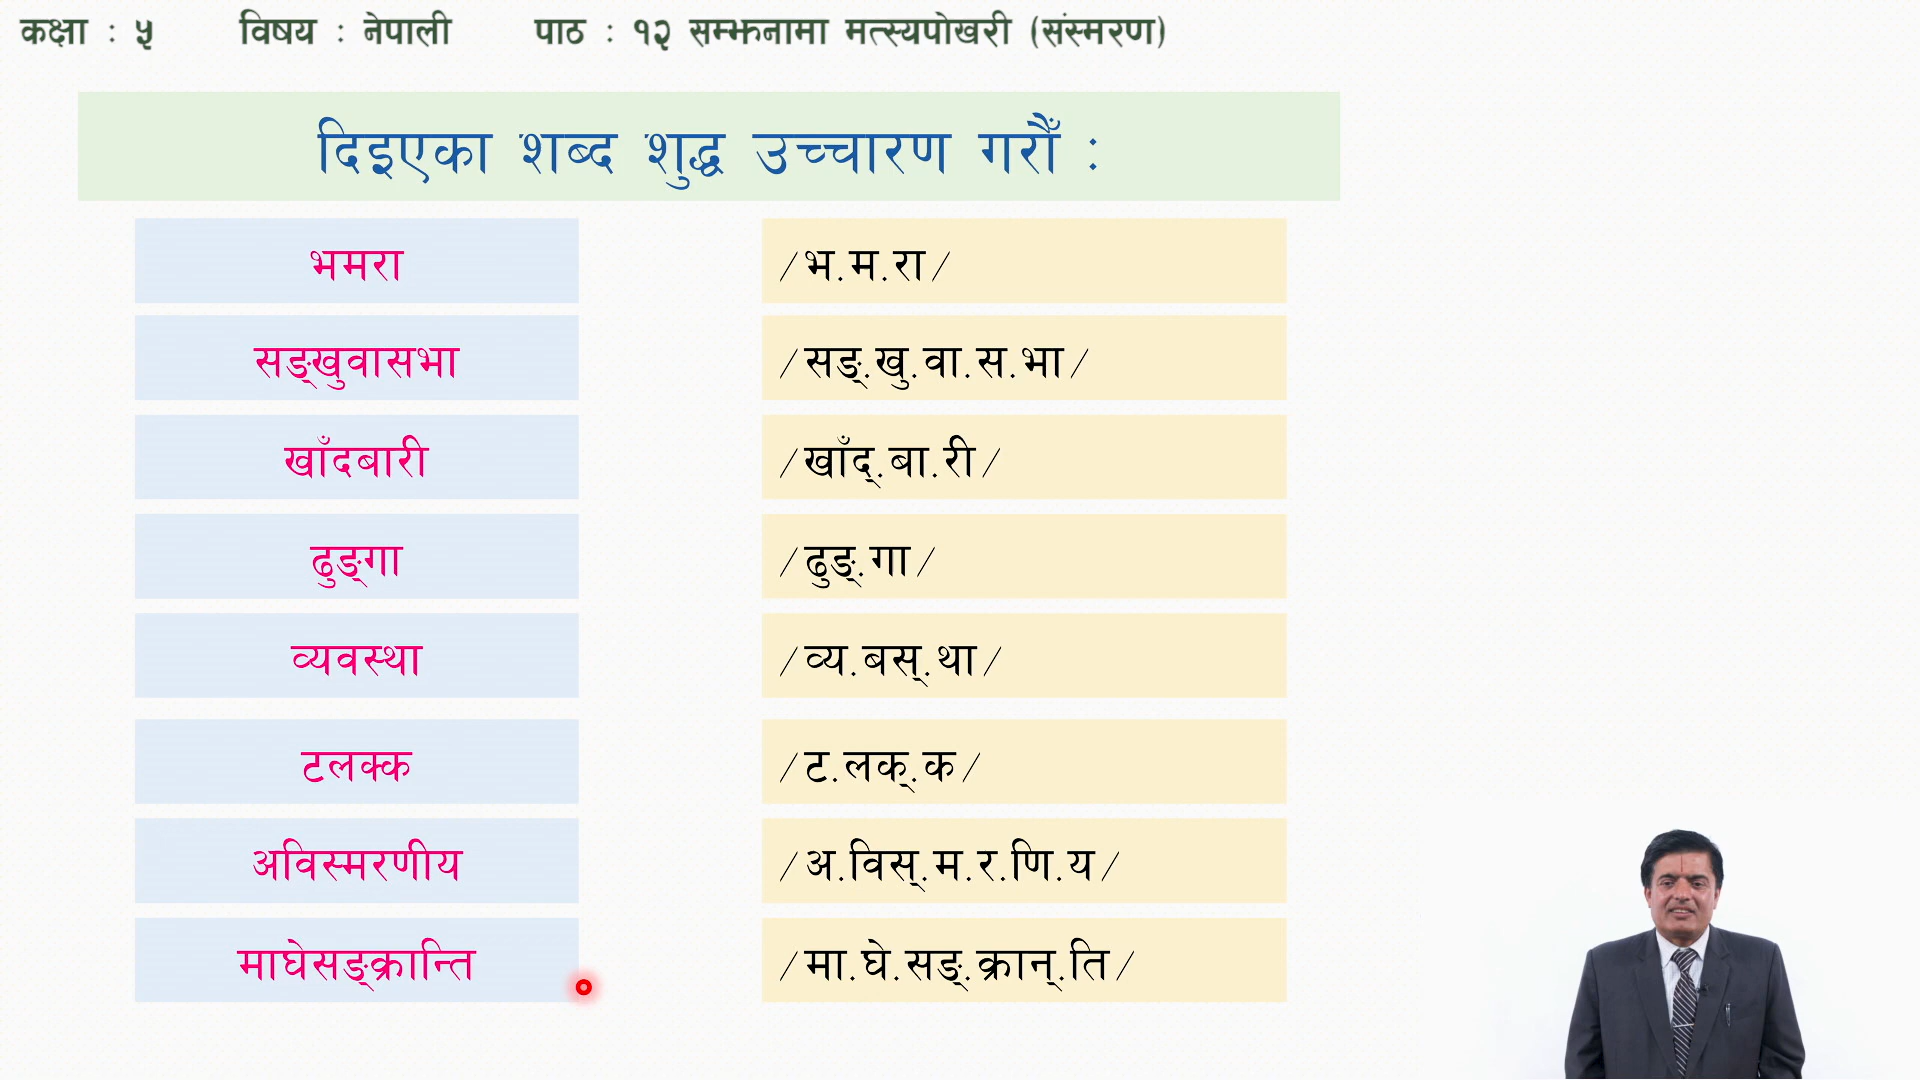 कक्षा : ५ विषय : नेपाली पाठ : १२ सम्झनामा मत्स्यपोखरी (संस्मरण)
दिइएका शब्द शुद्ध उच्चारण गरौँ :
भमरा /भ.म.रा/
सङ्खुवासभा /सङ्.खु.वा.स.भा/
खाँदबारी /खाँद्.बा.री/
ढुङ्गा /ढुङ्.गा/
व्यवस्था /व्य.बस्.था/
टलक्क /ट.लक्.क/
अविस्मरणीय /अ.विस्.म.र.णि.य/
माघेसङ्क्रान्ति /मा.घे.सङ्.क्रान्.ति/